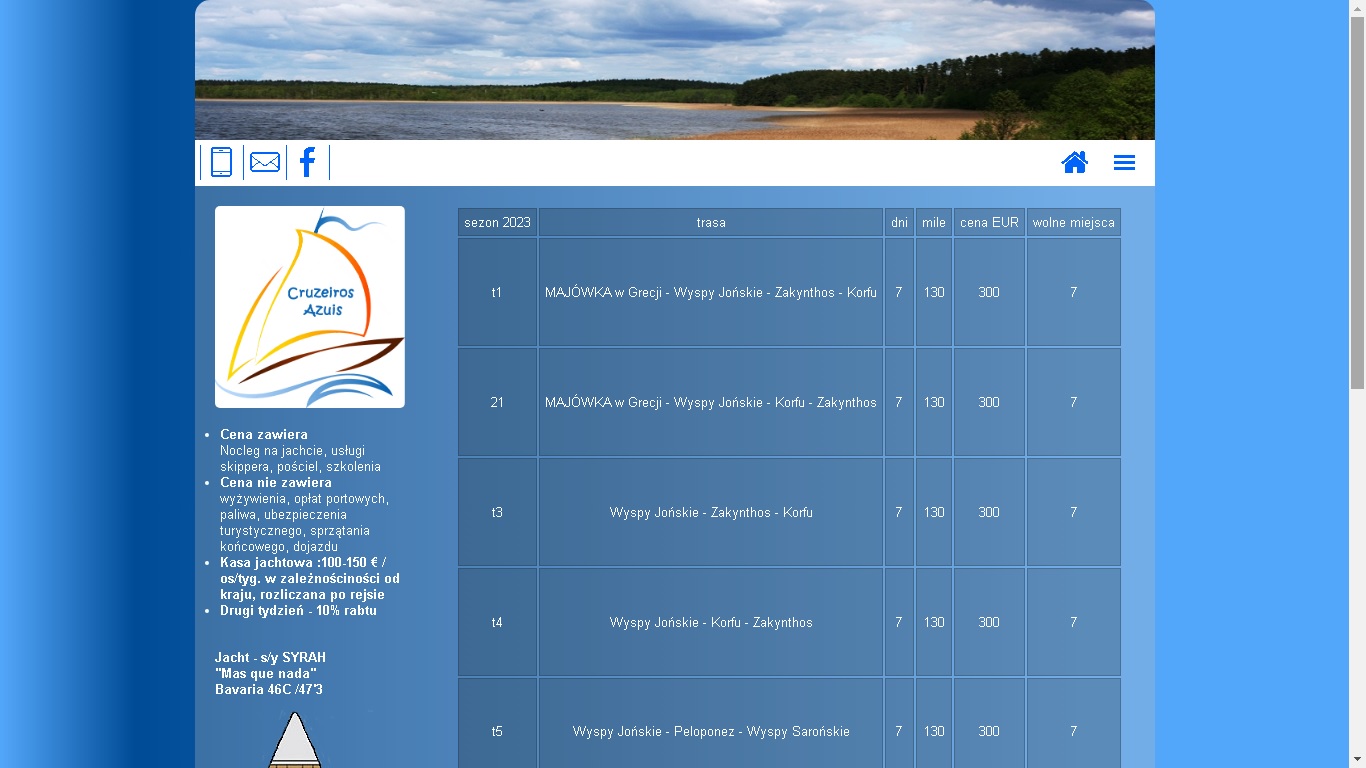 Cruzeiros
Azuis
Cena zawiera
Nocleg na jachcie, usługi
skippera, pościel, szkolenia
Cena nie zawiera
wyżywienia, opłat portowych,
paliwa, ubezpieczenia
turystycznego, sprzątania
końcowego, dojazdu
Kasa jachtowa :100-150 € /
os/tyg. w zależnościności od
kraju, rozliczana po rejsie
Drugi tydzień - 10% rabtu
Jacht - s/y SYRAH
"Mas que nada"
Bavaria 46C /47'3
sezon 2023 trasa dni mile cena EUR wolne miejsca
t1 MAJÓWKA w Grecji - Wyspy Jońskie - Zakynthos - Korfu 7 130 300 7
21 MAJÓWKA w Grecji - Wyspy Jońskie - Korfu - Zakynthos 7 130 300 7
t3 Wyspy Jońskie - Zakynthos - Korfu 7 130 300 7
t4 Wyspy Jońskie - Korfu - Zakynthos 7 130 300 7
t5 Wyspy Jońskie - Peloponez - Wyspy Sarońskie 7 130 300 7